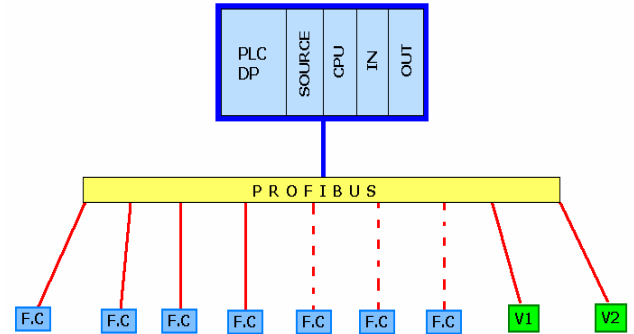 PLC
DP
SOURCE
CPU
IN
OUT
PROFIBUS
F.C
F.C
F.C
F.C
F.C
F.C
F.C
V1
V2